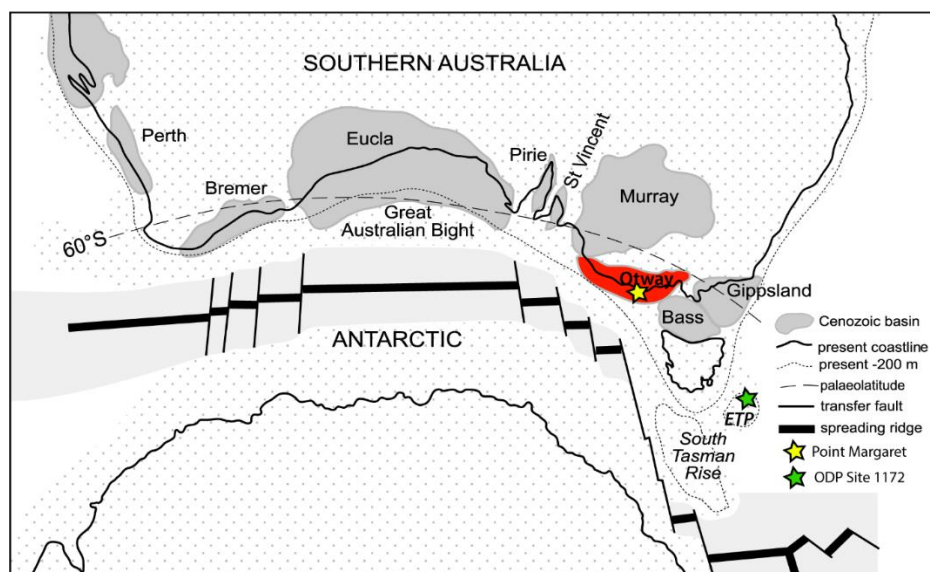 SOUTHERN AUSTRALIA
Perth
Bremer
Eucla
Pirie
St Vincent
Murray
60°S
Great
Australian Bight
Otway
Gippsland
Bass
ANTARCTIC
ETP
South
Tasman
Rise
Cenozoic basin
present coastline
present -200 m
palaeolatitude
transfer fault
spreading ridge
Point Margaret
ODP Site 1172